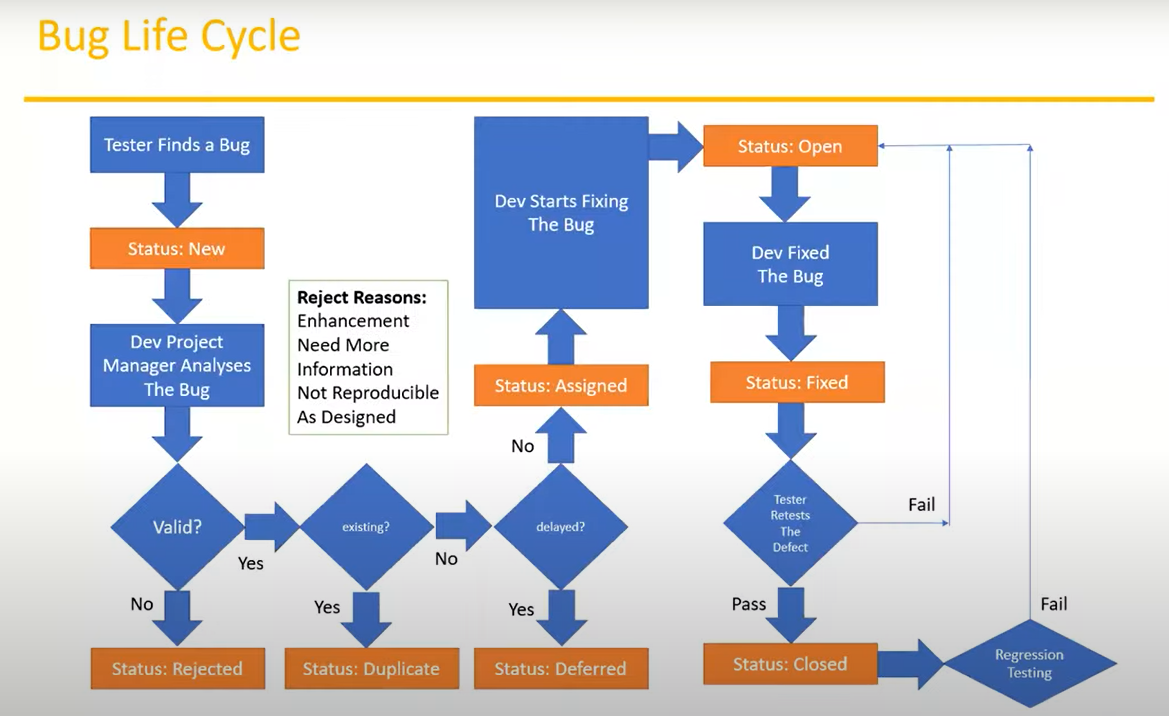 Bug Life Cycle
Tester Finds a Bug
Status: New
Dev Project
Manager Analyses
The Bug
Valid?
No
Status: Rejected
Yes
Reject Reasons:
Enhancement
Need More
Information
Not Reproducible
As Designed
existing?
Yes
Status: Duplicate
No
delayed?
Yes
Status: Deferred
No
Status: Assigned
Dev Starts Fixing
The Bug
Status: Open
Dev Fixed
The Bug
Status: Fixed
Tester
Retests
The
Defect
Fail
Pass
Status: Closed
Regression
Testing
Fail